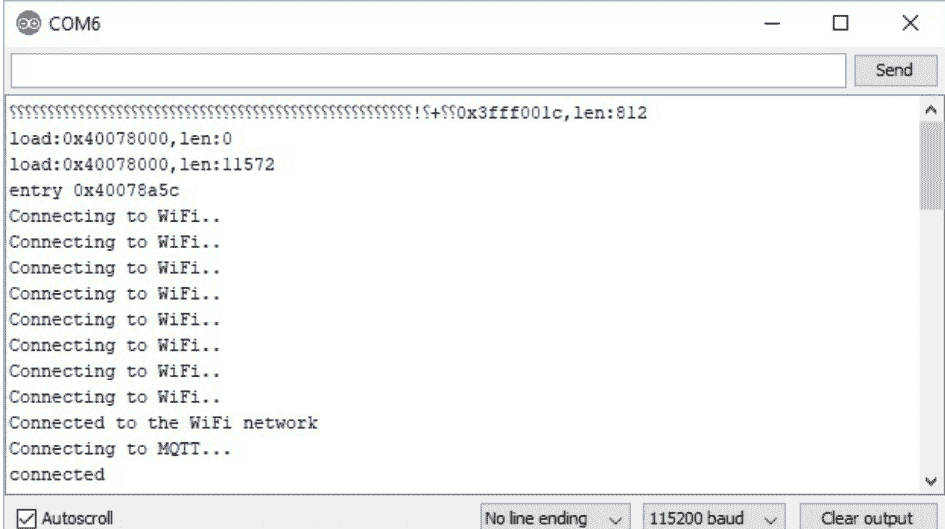 COM6
Send
⸮⸮⸮⸮⸮⸮⸮⸮⸮⸮⸮⸮⸮⸮⸮⸮⸮⸮⸮⸮⸮⸮⸮⸮⸮⸮⸮⸮⸮⸮⸮⸮⸮⸮⸮⸮⸮⸮⸮⸮⸮⸮⸮⸮⸮⸮⸮⸮⸮⸮⸮⸮⸮!⸮+⸮⸮0x3fff001c,len:812
load:0x40078000,len:0
load:0x40078000,len:11572
entry 0x40078a5c
Connecting to WiFi..
Connecting to WiFi..
Connecting to WiFi..
Connecting to WiFi..
Connecting to WiFi..
Connecting to WiFi..
Connecting to WiFi..
Connecting to WiFi..
Connected to the WiFi network
Connecting to MQTT...
connected
Autoscroll No line ending 115200 baud Clear output